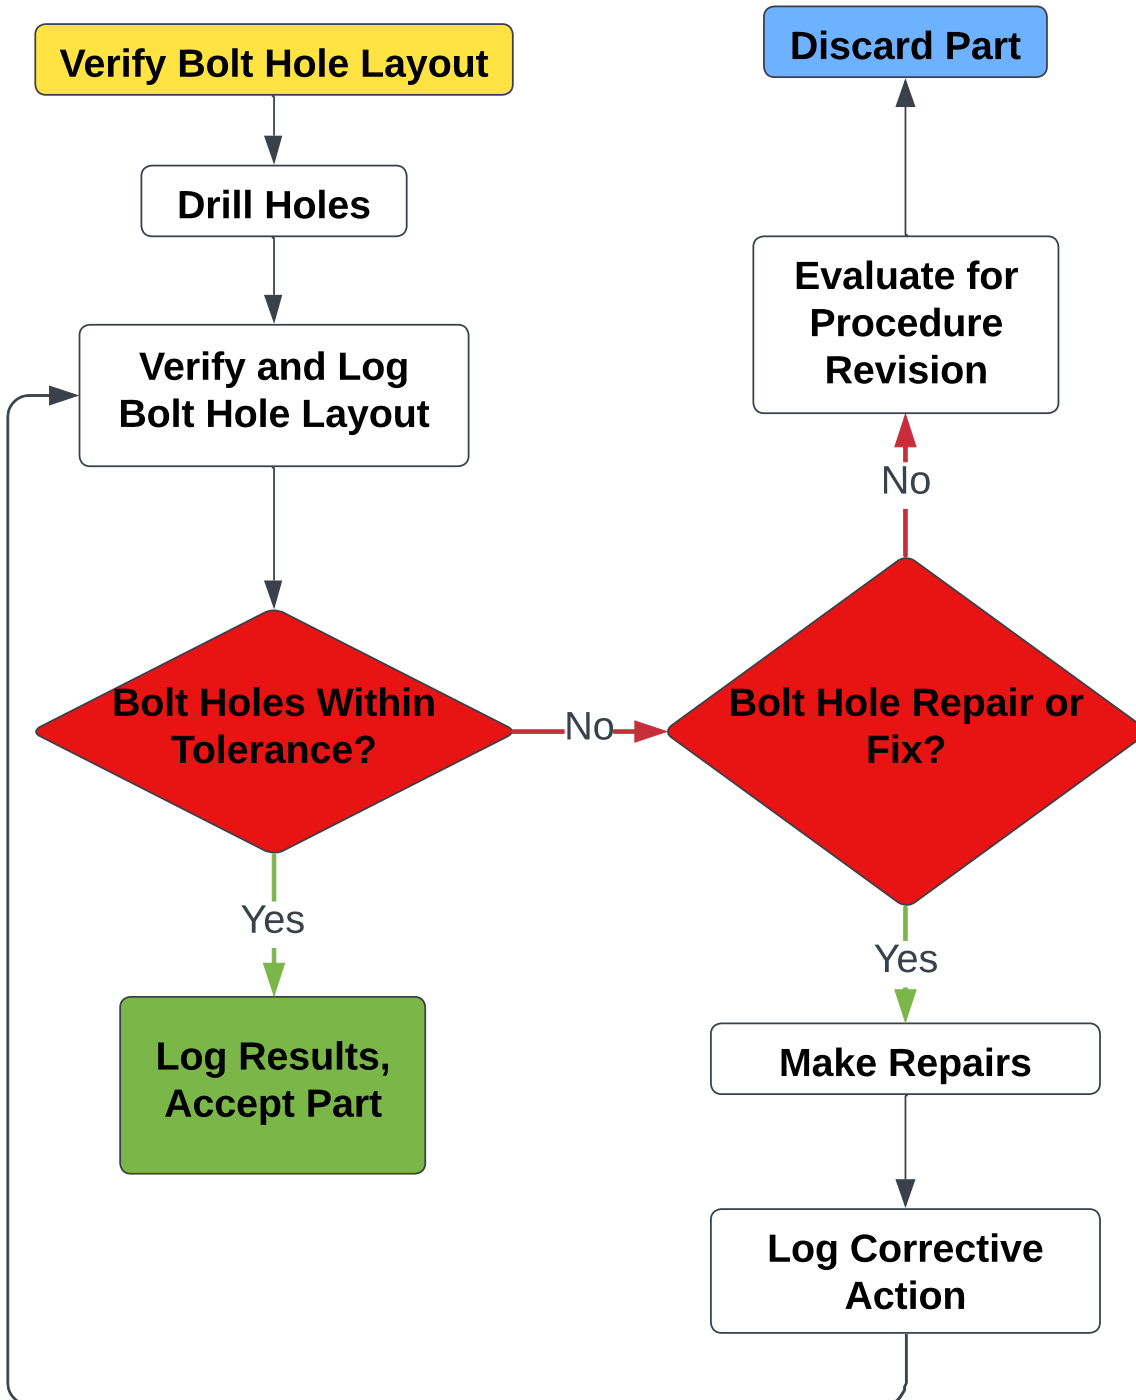 Verify Bolt Hole Layout
Drill Holes
Verify and Log
Bolt Hole Layout
Bolt Holes Within
Tolerance?
No
Yes
Log Results,
Accept Part
Discard Part
Evaluate for
Procedure
Revision
No
Bolt Hole Repair or
Fix?
Yes
Make Repairs
Log Corrective
Action